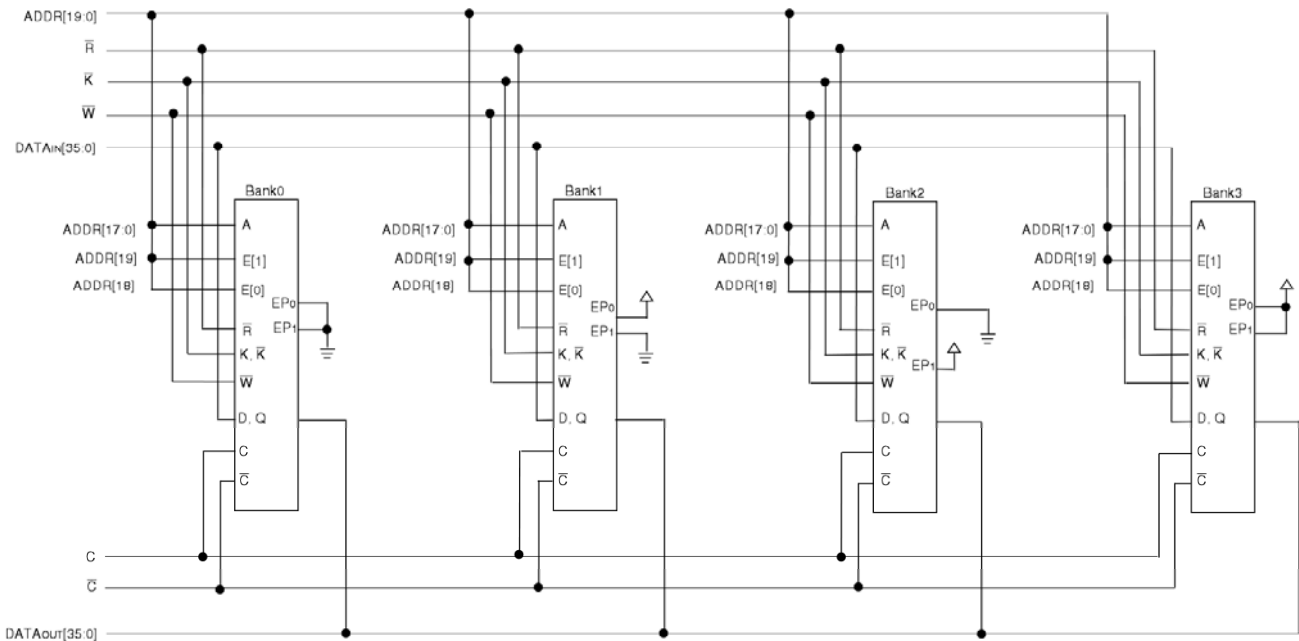 ADDR[19:0]
R̅
K̅
W̅
DATAIN[35:0]
Bank0
ADDR[17:0]
ADDR[19]
ADDR[18]
A
E[1]
E[0]
EP0
EP1
R̅
K, K̅
W̅
D, Q
C
C̅
Bank1
ADDR[17:0]
ADDR[19]
ADDR[18]
A
E[1]
E[0]
EP0
EP1
R̅
K, K̅
W̅
D, Q
C
C̅
Bank2
ADDR[17:0]
ADDR[19]
ADDR[18]
A
E[1]
E[0]
EP0
R̅
K, K̅
EP1
W̅
D, Q
C
C̅
Bank3
ADDR[17:0]
ADDR[19]
ADDR[18]
A
E[1]
E[0]
EP0
EP1
R̅
K, K̅
W̅
D, Q
C
C̅
C
C̅
DATAOUT[35:0]